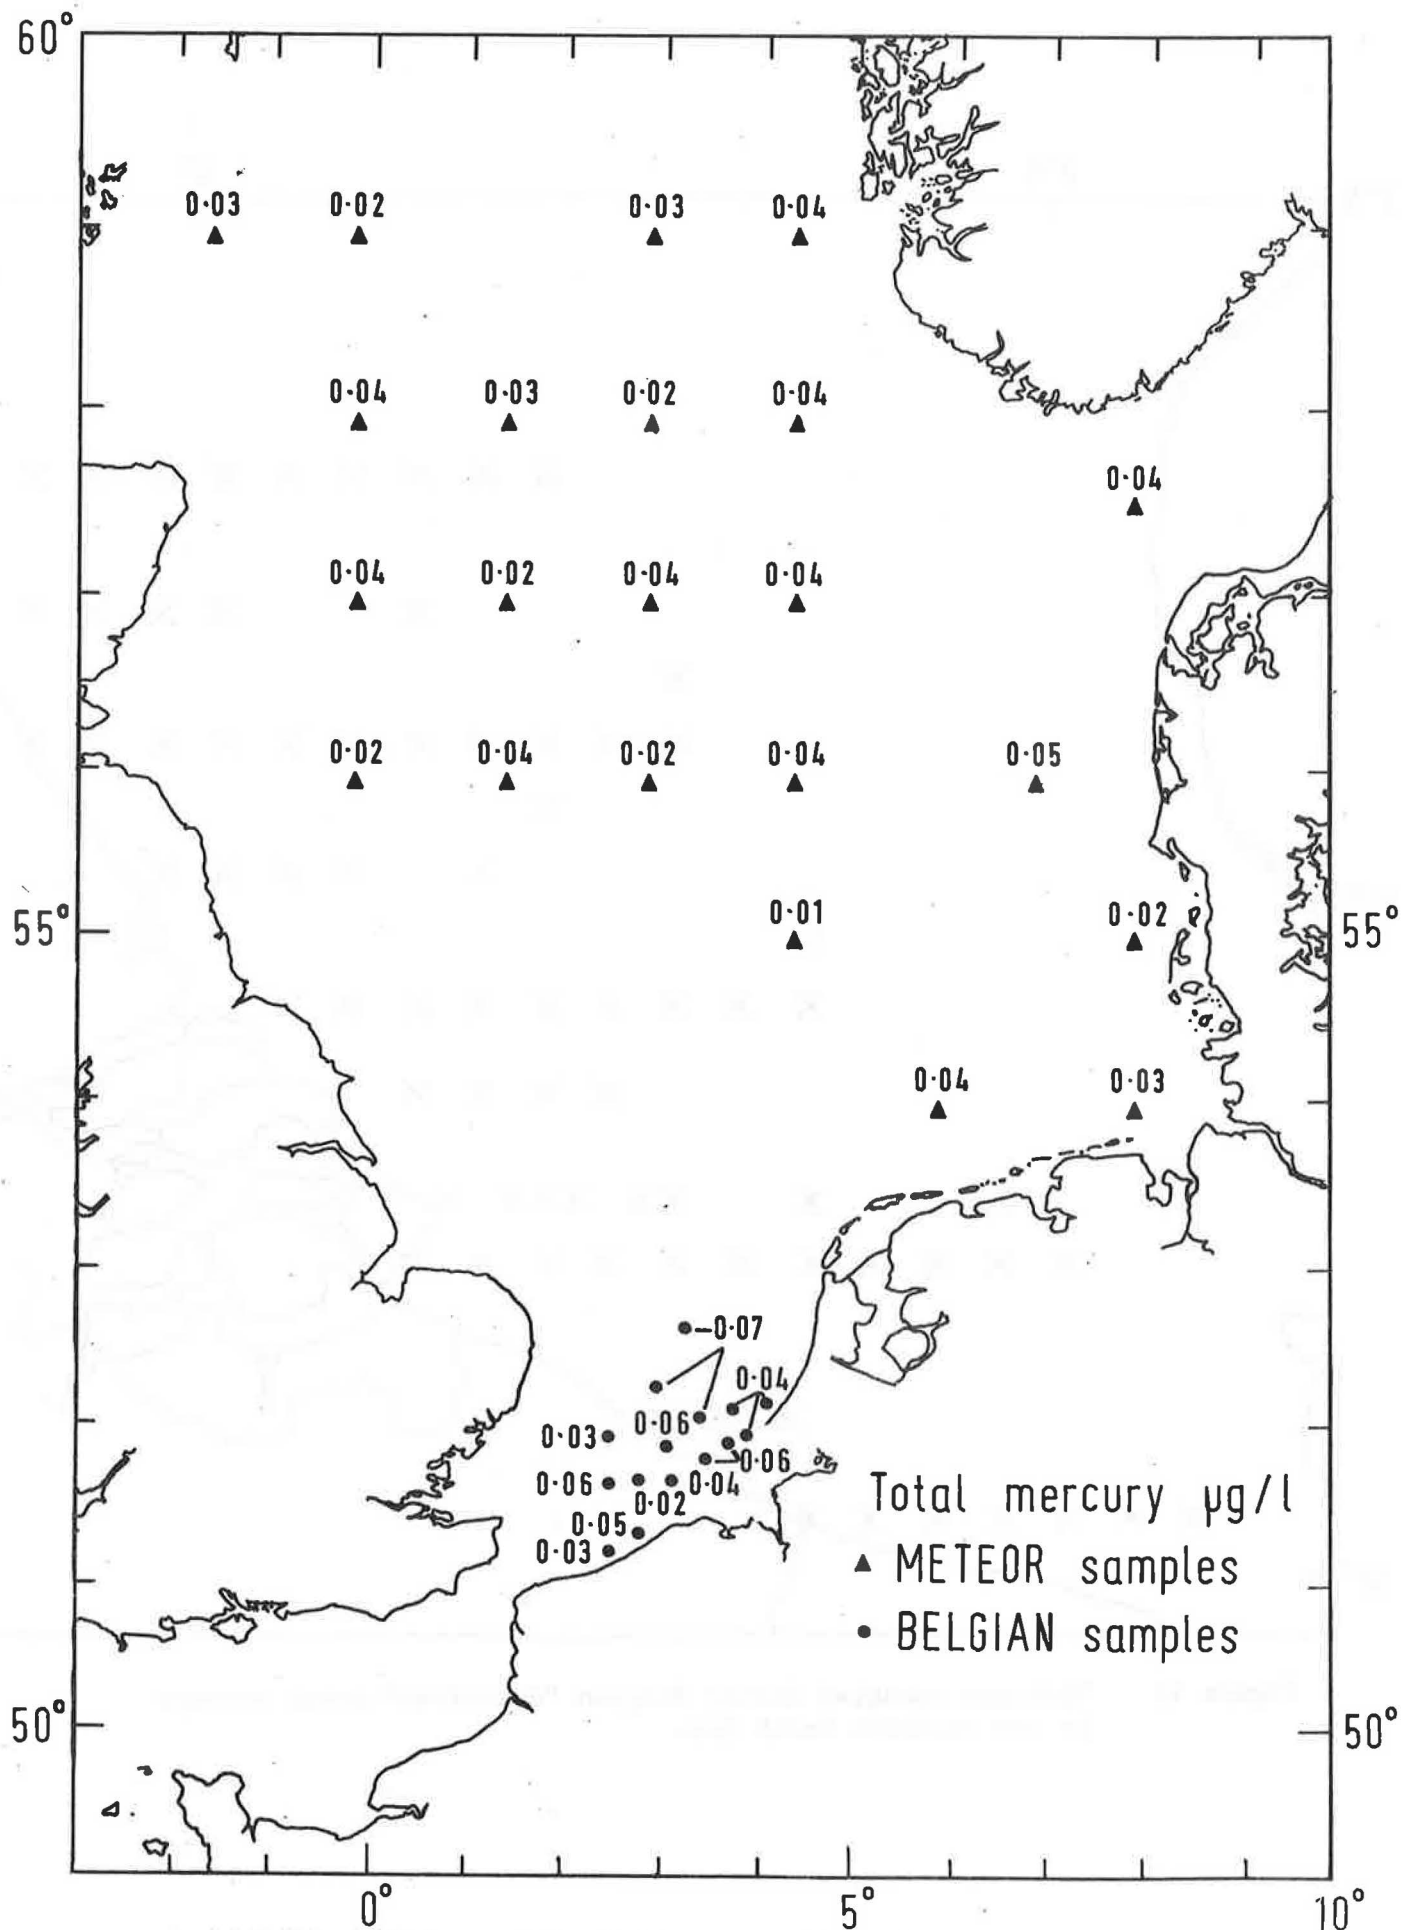 60°
0·03 0·02 0·03 0·04
0·04 0·03 0·02 0·04
0·04
0·04 0·02 0·04 0·04
0·02 0·04 0·02 0·04 0·05
55° 0·01 0·02 55°
0·04 0·03
0·07
0·04
0·06
0·03
0·06
0·06 0·04
0·02
0·05
0·03
Total mercury µg/l
METEOR samples
BELGIAN samples
50° 50°
0° 5° 10°